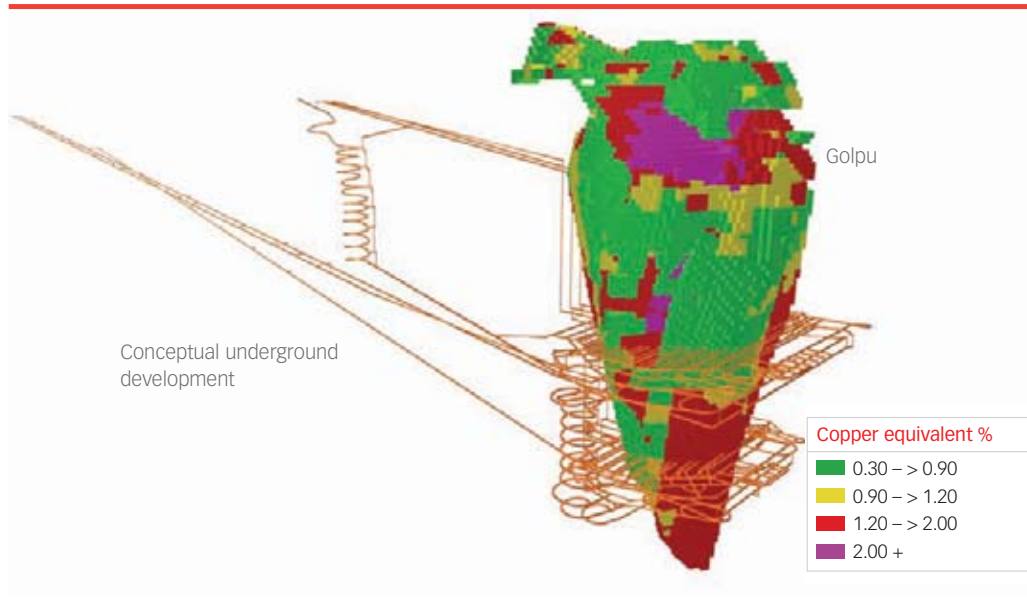 Golpu
Conceptual underground
development
Copper equivalent %
0.30 – > 0.90
0.90 – > 1.20
1.20 – > 2.00
2.00 +